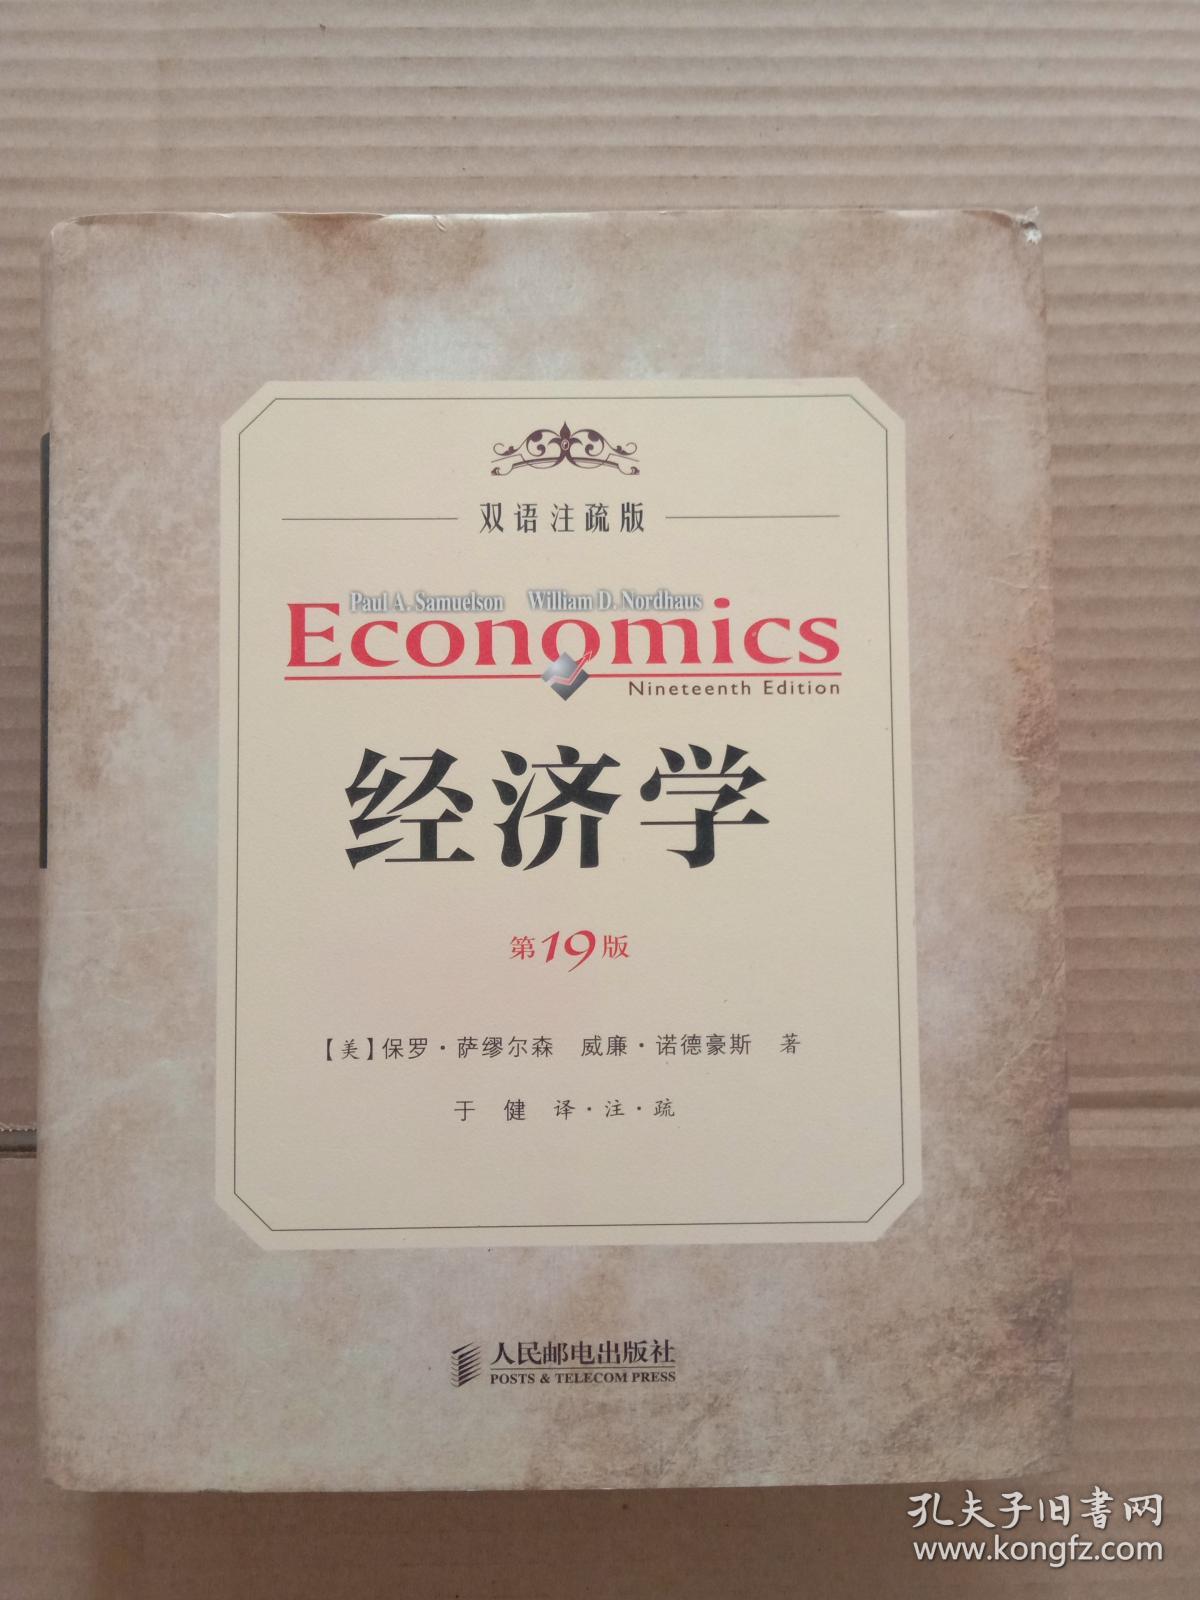 双语注疏版
Paul A. Samuelson William D. Nordhaus
Economics
Nineteenth Edition
经济学
第19版
【美】保罗·萨缪尔森 威廉·诺德豪斯 著
于健 译·注·疏
人民邮电出版社
POSTS & TELECOM PRESS
孔夫子旧书网
www.kongfz.com